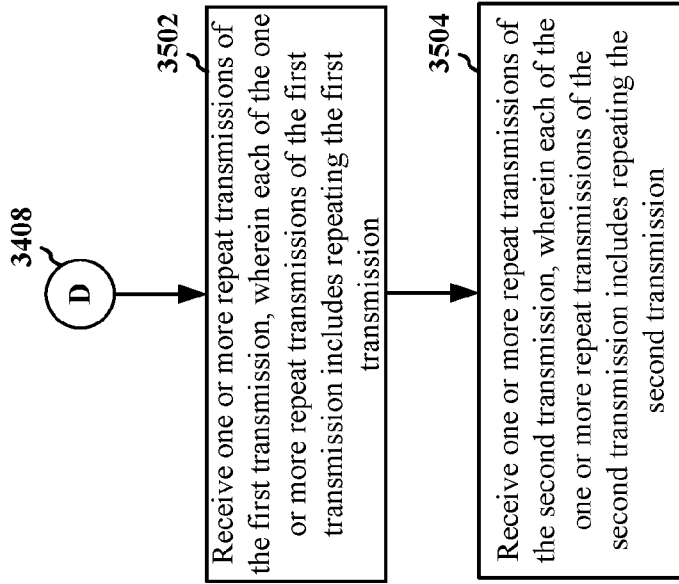 3408
D
3502
Receive one or more repeat transmissions of
the first transmission, wherein each of the one
or more repeat transmissions of the first
transmission includes repeating the first
transmission
3504
Receive one or more repeat transmissions of
the second transmission, wherein each of the
one or more repeat transmissions of the
second transmission includes repeating the
second transmission